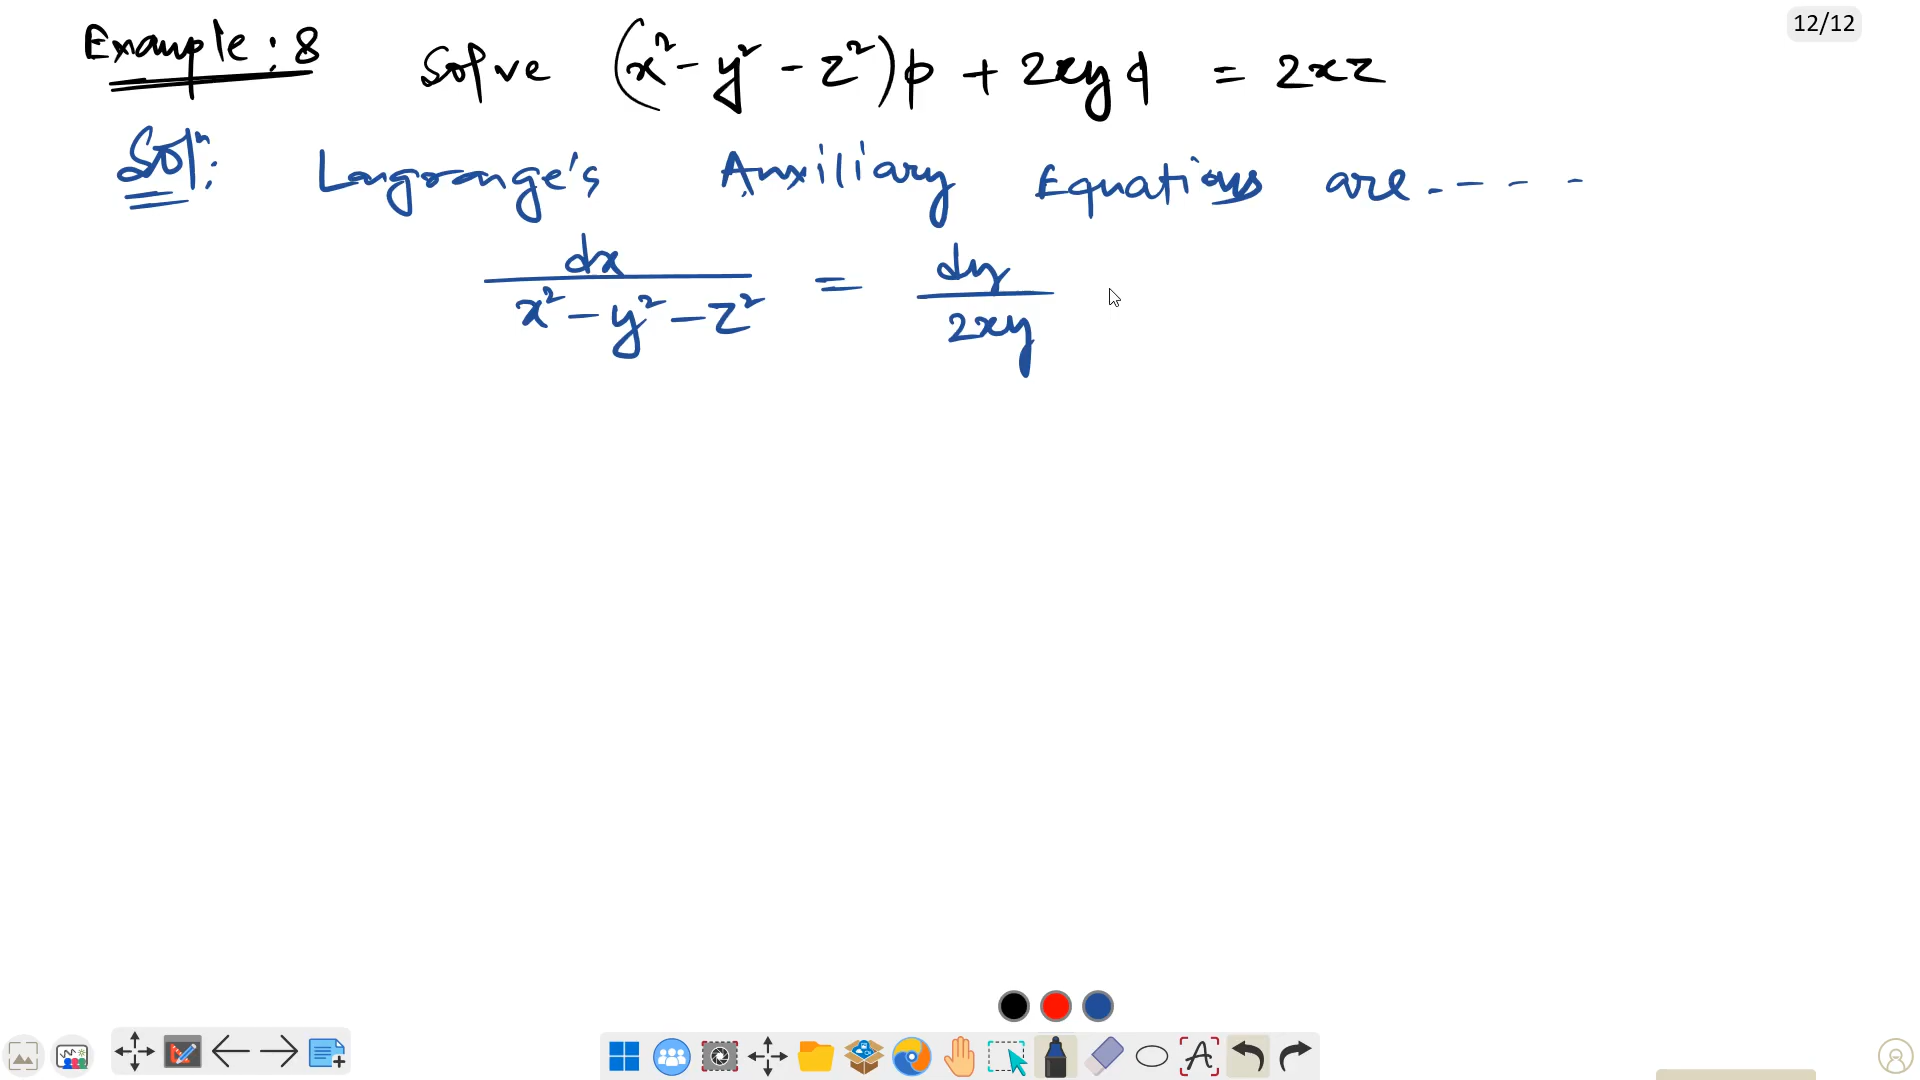 12/12
Example : 8 Solve (x² - y² - z²)p + 2xyq = 2xz
Solⁿ: Lagrange's Auxiliary Equations are - - - -
dx/(x² - y² - z²) = dy/2xy